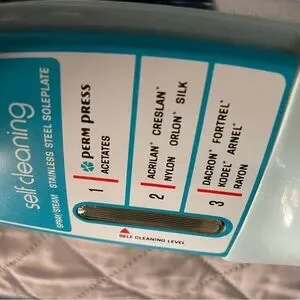 self cleaning
SPRAY/STEAM STAINLESS STEEL SOLEPLATE
1 PERM PRESS
ACETATES
2 ACRILAN* CRESLAN*
NYLON ORLON* SILK
3 DACRON* FORTREL*
KODEL* ARNEL*
RAYON
SELF CLEANING LEVEL